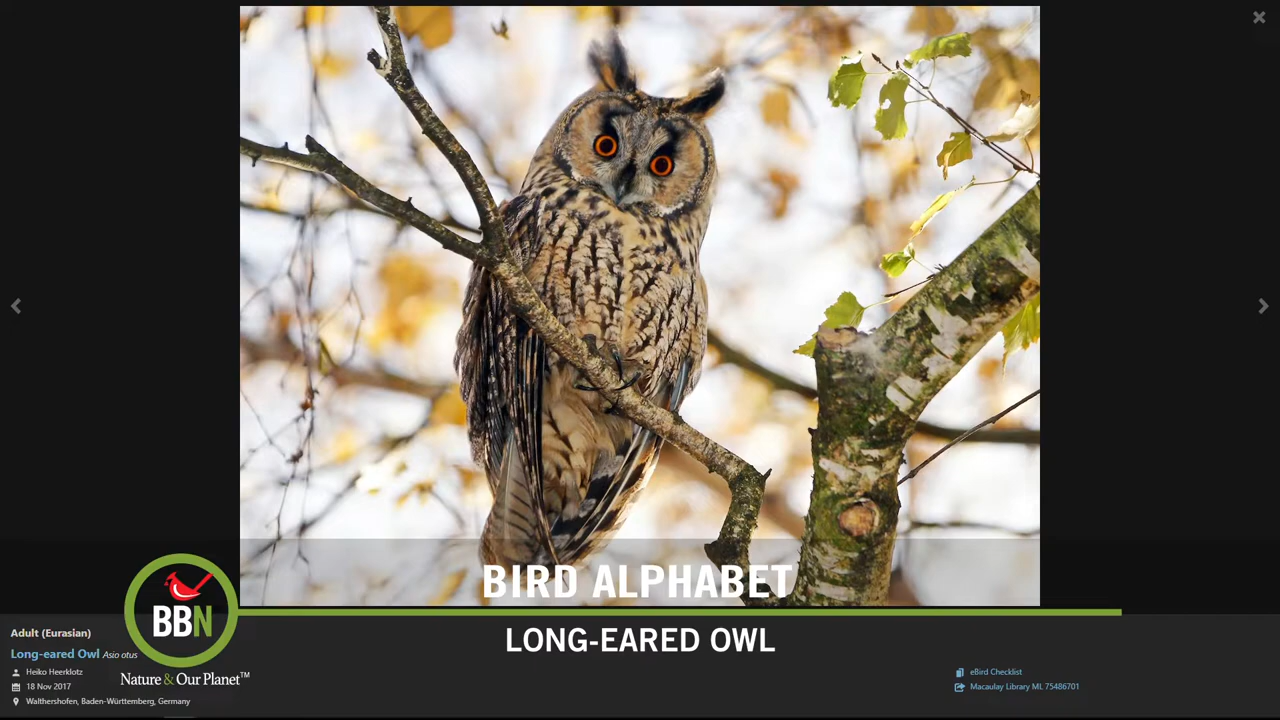 BIRD ALPHABET
BBN
LONG-EARED OWL
Adult (Eurasian)
Long-eared Owl Asio otus
Nature & Our Planet™
Heiko Heerklotz
18 Nov 2017
Walthershofen, Baden-Württemberg, Germany
eBird Checklist
Macaulay Library ML 75486701